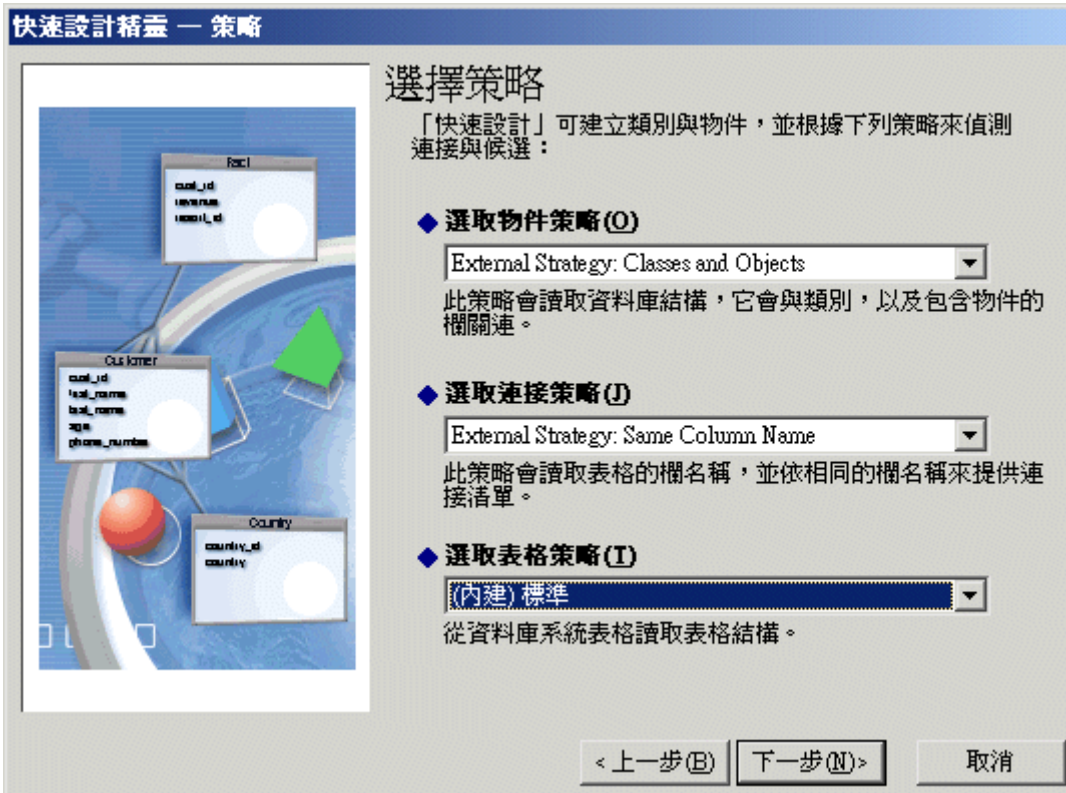 快速設計精靈 — 策略
選擇策略
「快速設計」可建立類別與物件，並根據下列策略來偵測
連接與候選：
選取物件策略(O)
External Strategy: Classes and Objects
此策略會讀取資料庫結構，它會與類別，以及包含物件的
欄關連。
選取連接策略(J)
External Strategy: Same Column Name
此策略會讀取表格的欄名稱，並依相同的欄名稱來提供連
接清單。
選取表格策略(T)
(內建) 標準
從資料庫系統表格讀取表格結構。
cust_id
revenue
Customer
cust_id
last_name
age
phone_number
Country
country_id
country
<上一步(B)
下一步(N)>
取消